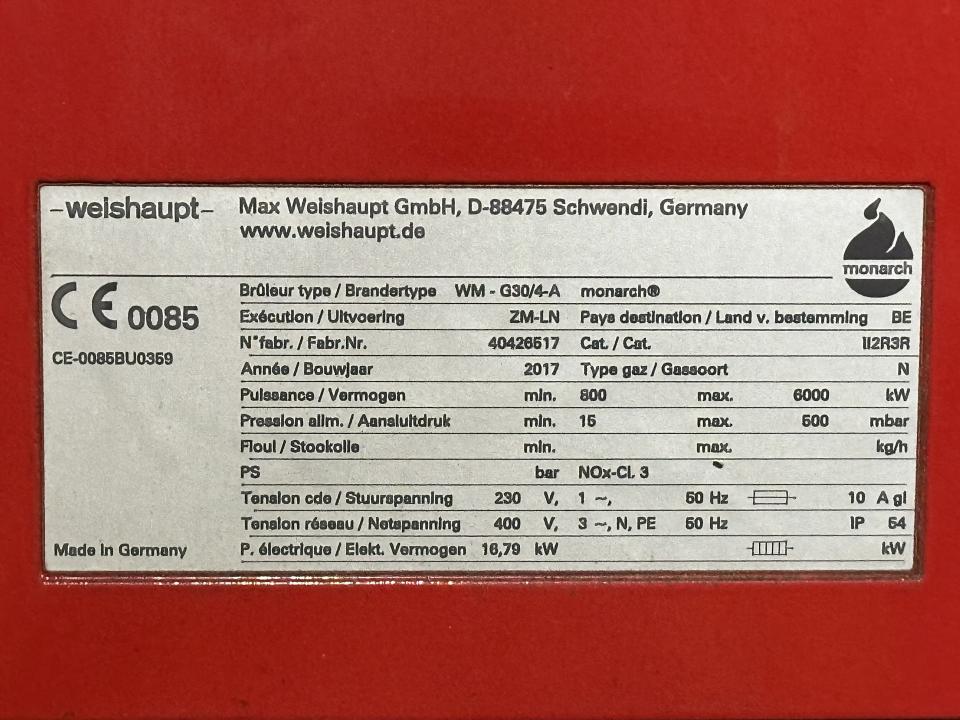 -weishaupt-
Max Weishaupt GmbH, D-88475 Schwendi, Germany
www.weishaupt.de
monarch
CE 0085
CE-0085BU0359
Made in Germany
Brûleur type / Brandertype WM - G30/4-A monarch®
Exécution / Uitvoering ZM-LN Pays destination / Land v. bestemming BE
N°fabr. / Fabr.Nr. 40426517 Cat. / Cat. II2R3R
Année / Bouwjaar 2017 Type gaz / Gassoort N
Puissance / Vermogen min. 800 max. 6000 kW
Pression alim. / Aansluitdruk min. 15 max. 500 mbar
Fioul / Stookolie min. max. kg/h
PS bar NOx-Cl. 3
Tension cde / Stuurspanning 230 V, 1 ~, 50 Hz 10 A gl
Tension réseau / Netspanning 400 V, 3 ~, N, PE 50 Hz IP 54
P. électrique / Elekt. Vermogen 16,79 kW kW